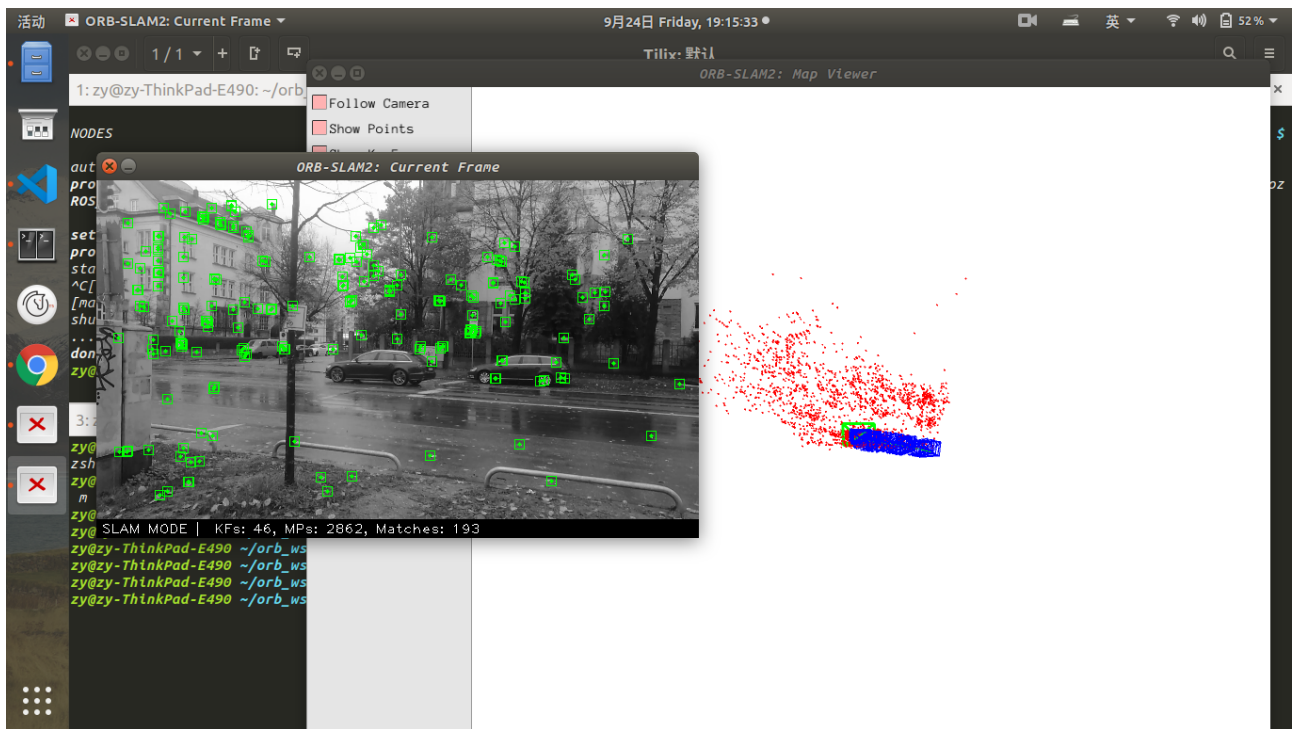 活动 ORB-SLAM2: Current Frame 9月24日 Friday, 19:15:33 英 52%
1 / 1 Tilix: 默认
ORB-SLAM2: Map Viewer
1: zy@zy-ThinkPad-E490: ~/orb_
Follow Camera
Show Points
NODES
ORB-SLAM2: Current Frame
$
aut
pro
oz
ROS
set
pro
sta
^C[
[ma
shu
...
don
zy@
3:
zy@
zsh
zy@
m
zy@
zy@
SLAM MODE | KFs: 46, MPs: 2862, Matches: 193
zy@zy-ThinkPad-E490 ~/orb_ws
zy@zy-ThinkPad-E490 ~/orb_ws
zy@zy-ThinkPad-E490 ~/orb_ws
zy@zy-ThinkPad-E490 ~/orb_ws